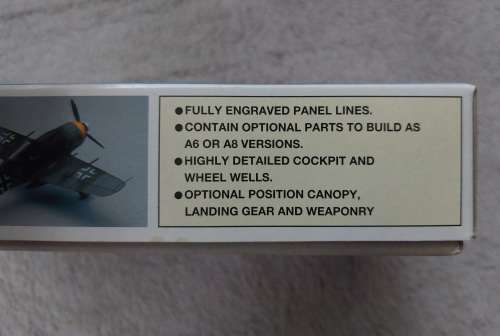 ●FULLY ENGRAVED PANEL LINES.
●CONTAIN OPTIONAL PARTS TO BUILD AS
A6 OR A8 VERSIONS.
●HIGHLY DETAILED COCKPIT AND
WHEEL WELLS.
●OPTIONAL POSITION CANOPY,
LANDING GEAR AND WEAPONRY